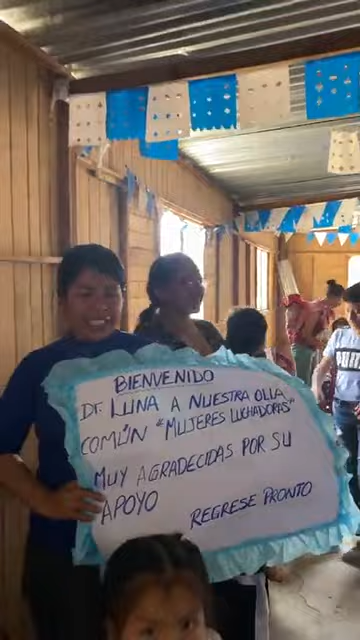 BIENVENIDO
Dr. LUNA A NUESTRA OLLA
COMÚN "MUJERES LUCHADORAS"
MUY AGRADECIDAS POR SU
APOYO
REGRESE PRONTO